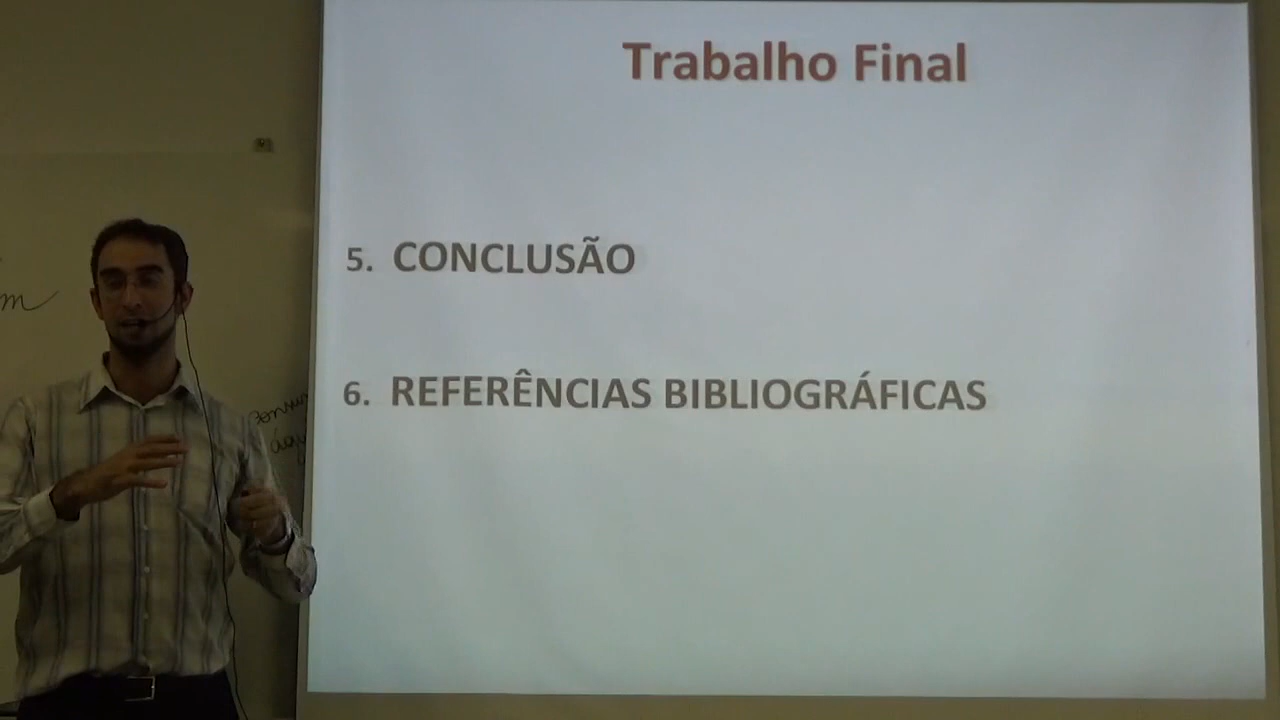 Trabalho Final
5. CONCLUSÃO
6. REFERÊNCIAS BIBLIOGRÁFICAS